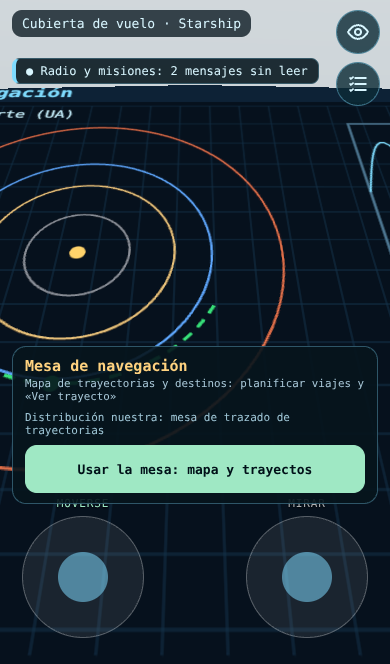 Cubierta de vuelo · Starship
● Radio y misiones: 2 mensajes sin leer
gación
rte (UA)
Mesa de navegación
Mapa de trayectorias y destinos: planificar viajes y
«Ver trayecto»
Distribución nuestra: mesa de trazado de
trayectorias
Usar la mesa: mapa y trayectos
MOVERSE
MIRAR